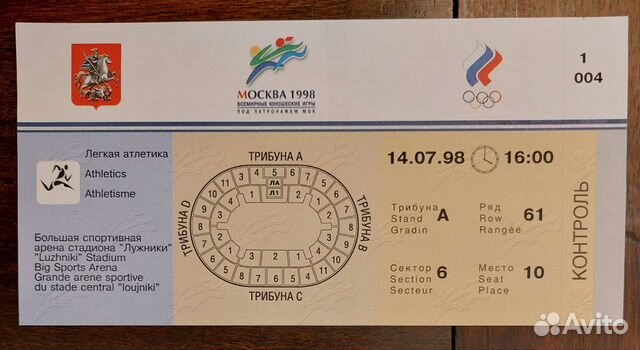 МОСКВА 1998
ВСЕМИРНЫЕ ЮНОШЕСКИЕ ИГРЫ
ПОД ПАТРОНАЖЕМ МОК
1
004
Легкая атлетика
Athletics
Athletisme
Большая спортивная
арена стадиона "Лужники"
"Luzhniki" Stadium
Big Sports Arena
Grande arene sportive
du stade central "loujniki"
ТРИБУНА А
ТРИБУНА D
ТРИБУНА В
ТРИБУНА С
ЛА
Л1
14.07.98
16:00
Трибуна
Stand
Gradin
А
Ряд
Row
Rangée
61
Сектор
Section
Secteur
6
Место
Seat
Place
10
КОНТРОЛЬ
Avito